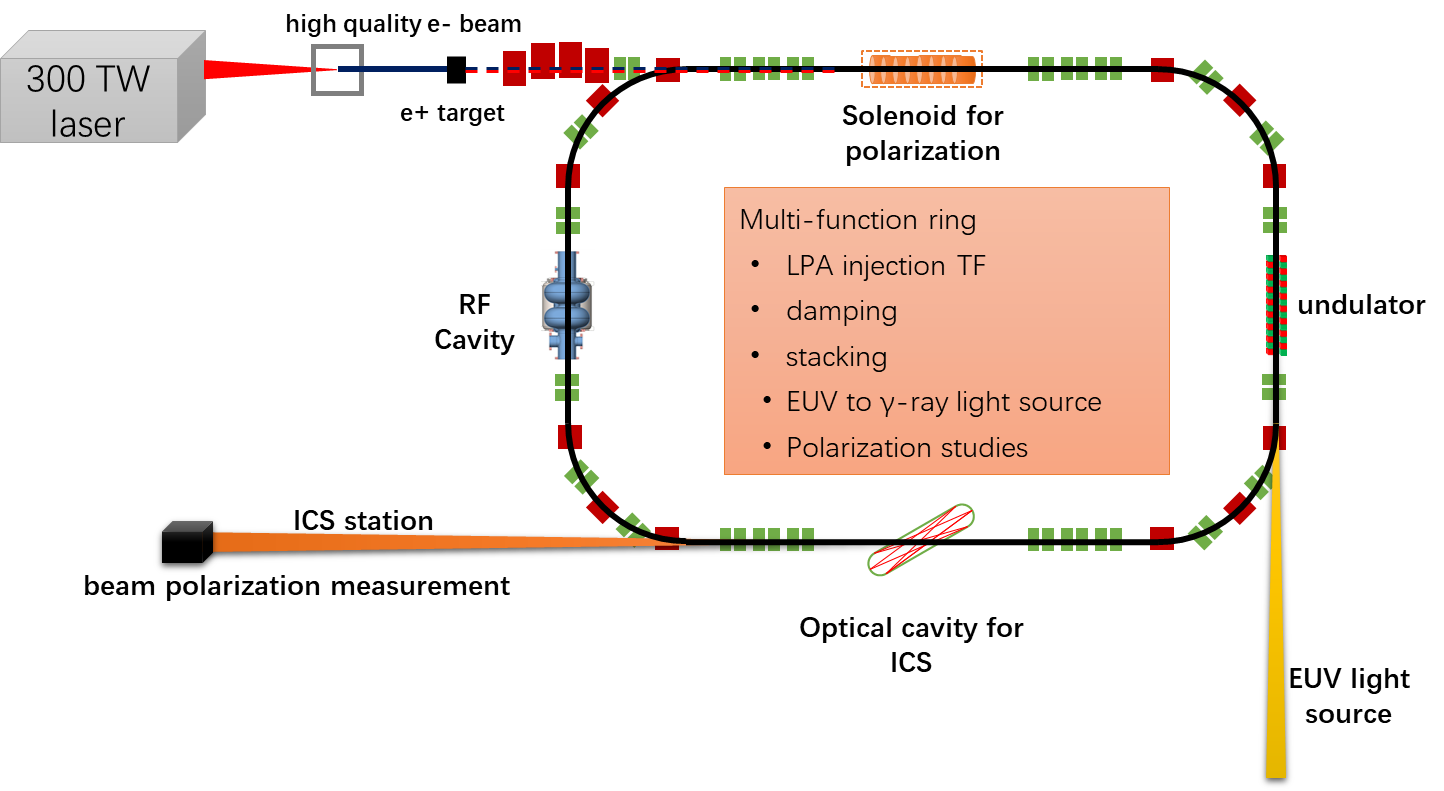 high quality e- beam
300 TW
laser
e+ target
Solenoid for
polarization
Multi-function ring
• LPA injection TF
• damping
• stacking
• EUV to γ-ray light source
• Polarization studies
RF
Cavity
undulator
ICS station
beam polarization measurement
Optical cavity for
ICS
EUV light
source